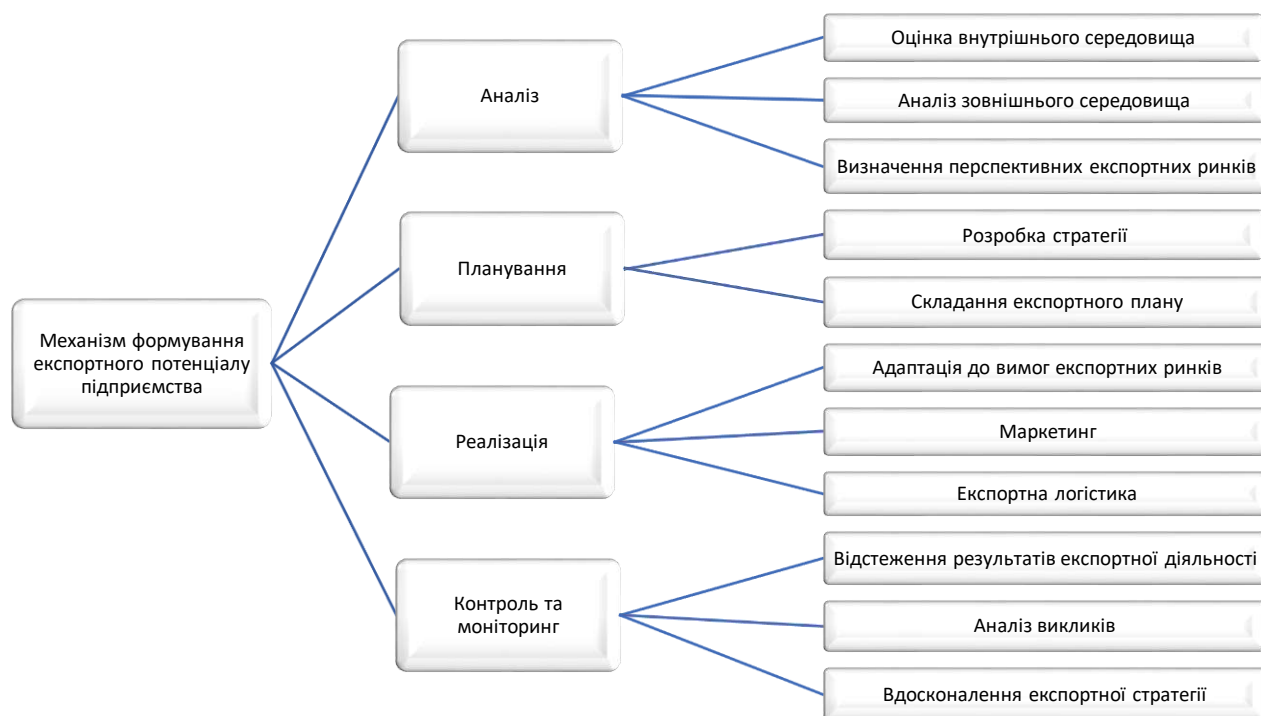 Механізм формування
експортного потенціалу
підприємства
Аналіз
Оцінка внутрішнього середовища
Аналіз зовнішнього середовища
Визначення перспективних експортних ринків
Планування
Розробка стратегії
Складання експортного плану
Реалізація
Адаптація до вимог експортних ринків
Маркетинг
Експортна логістика
Контроль та
моніторинг
Відстеження результатів експортної діяльності
Аналіз викликів
Вдосконалення експортної стратегії